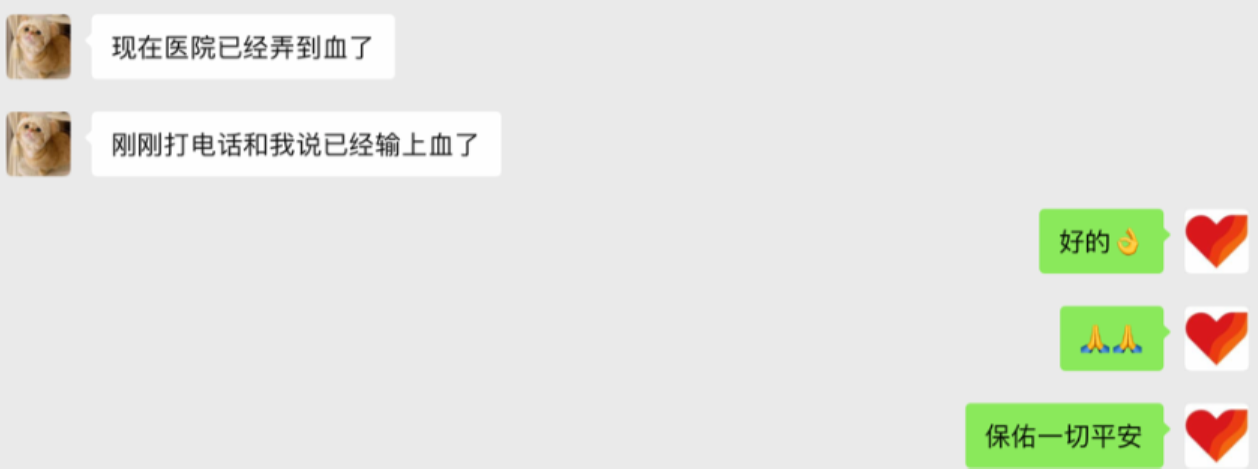 现在医院已经弄到血了
刚刚打电话和我说已经输上血了
好的👌
🙏🙏
保佑一切平安